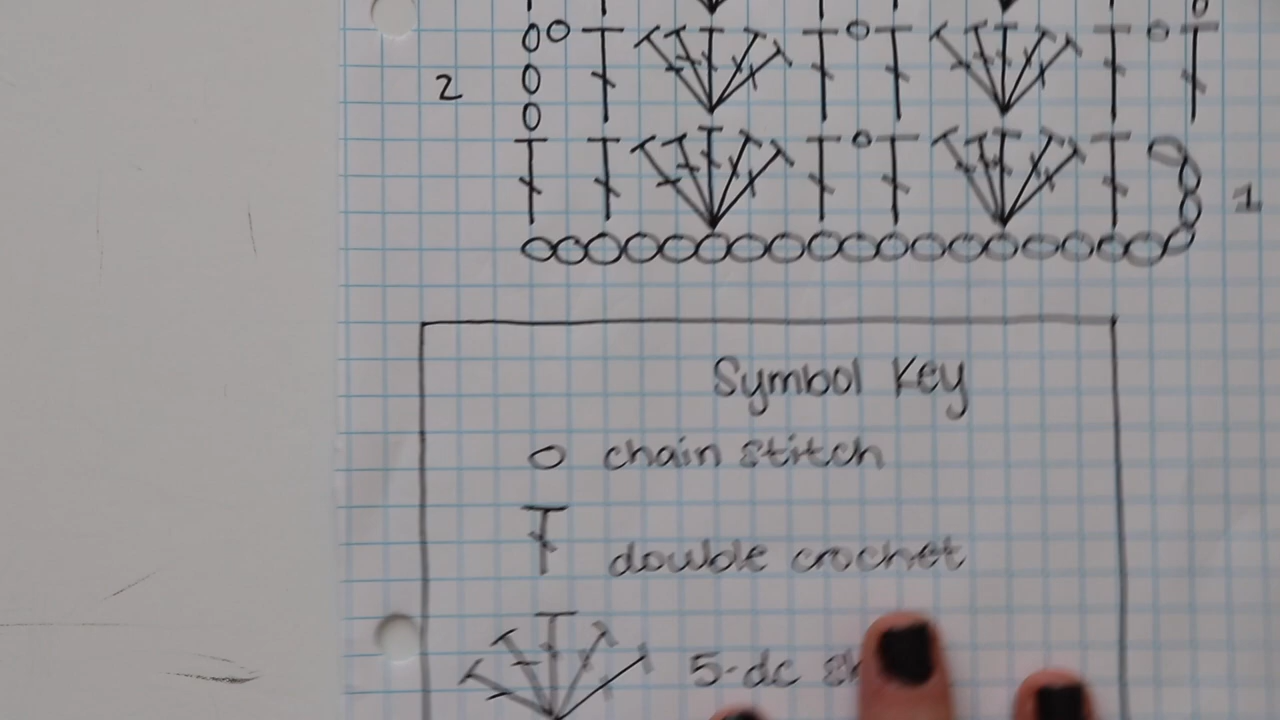 2
1
Symbol Key
chain stitch
double crochet
5-dc